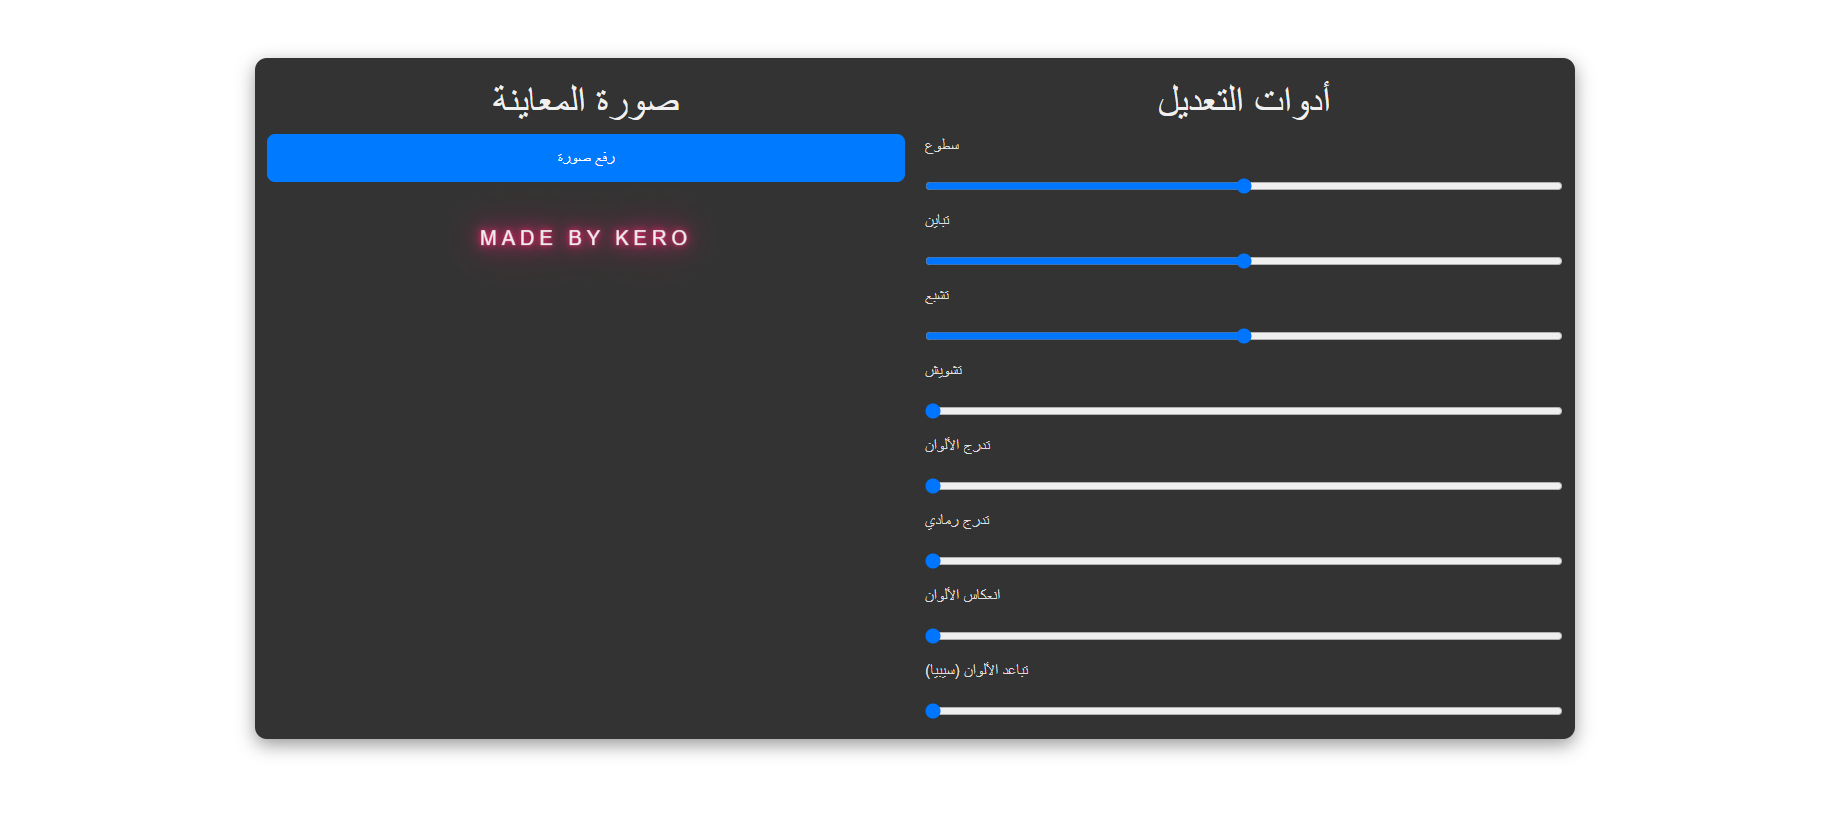 صورة المعاينة
رفع صورة
MADE BY KERO
أدوات التعديل
سطوع
تباين
تشبع
تشويش
تدرج الألوان
تدرج رمادي
انعكاس الألوان
تباعد الألوان (سيبيا)